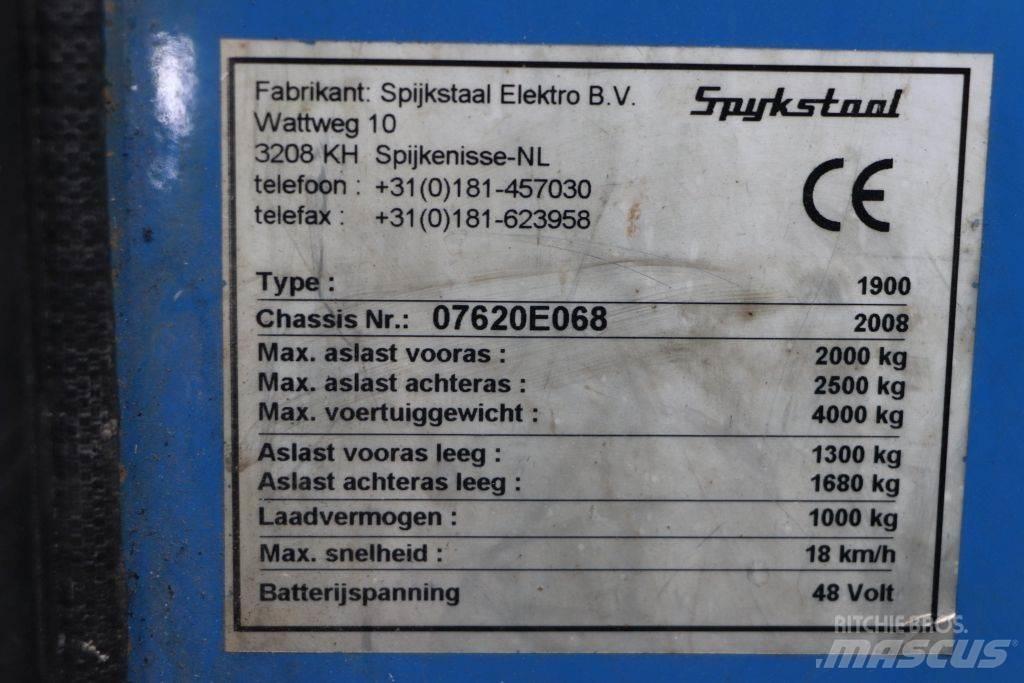 Fabrikant: Spijkstaal Elektro B.V.
Spykstaal
Wattweg 10
3208 KH Spijkenisse-NL
telefoon : +31(0)181-457030
telefax : +31(0)181-623958
CE
Type : 1900
Chassis Nr.: 07620E068 2008
Max. aslast vooras : 2000 kg
Max. aslast achteras : 2500 kg
Max. voertuiggewicht : 4000 kg
Aslast vooras leeg : 1300 kg
Aslast achteras leeg : 1680 kg
Laadvermogen : 1000 kg
Max. snelheid : 18 km/h
Batterijspanning 48 Volt
RITCHIE BROS.
MASCUS